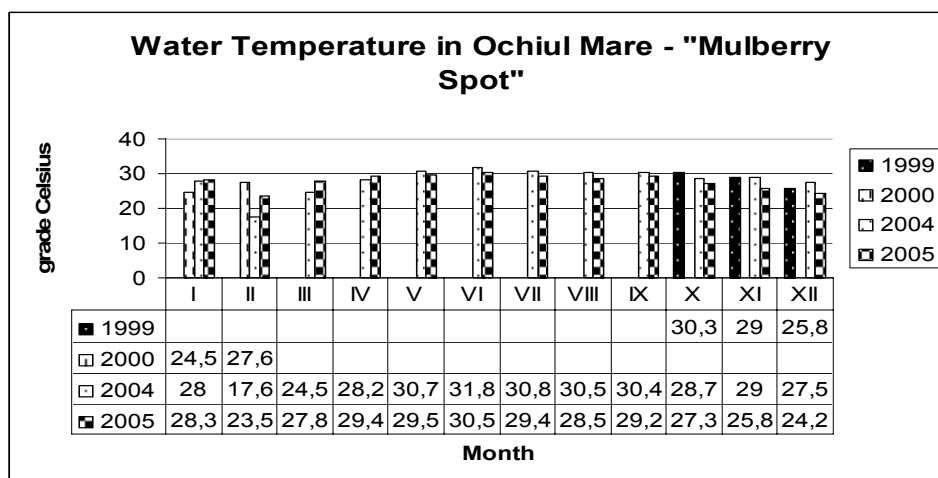 Water Temperature in Ochiul Mare - "Mulberry
Spot"
grade Celsius
40
30
20
10
0
I II III IV V VI VII VIII IX X XI XII
1999 30,3 29 25,8
2000 24,5 27,6
2004 28 17,6 24,5 28,2 30,7 31,8 30,8 30,5 30,4 28,7 29 27,5
2005 28,3 23,5 27,8 29,4 29,5 30,5 29,4 28,5 29,2 27,3 25,8 24,2
Month
1999
2000
2004
2005